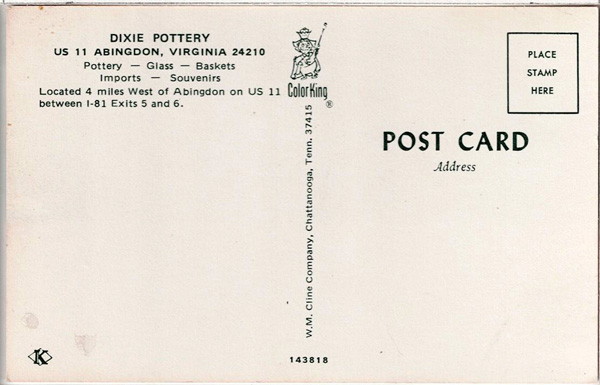 DIXIE POTTERY
US 11 ABINGDON, VIRGINIA 24210
Pottery — Glass — Baskets
Imports — Souvenirs
Located 4 miles West of Abingdon on US 11
between I-81 Exits 5 and 6.
ColorKing
®
W.M. Cline Company, Chattanooga, Tenn. 37415
PLACE
STAMP
HERE
POST CARD
Address
K
143818